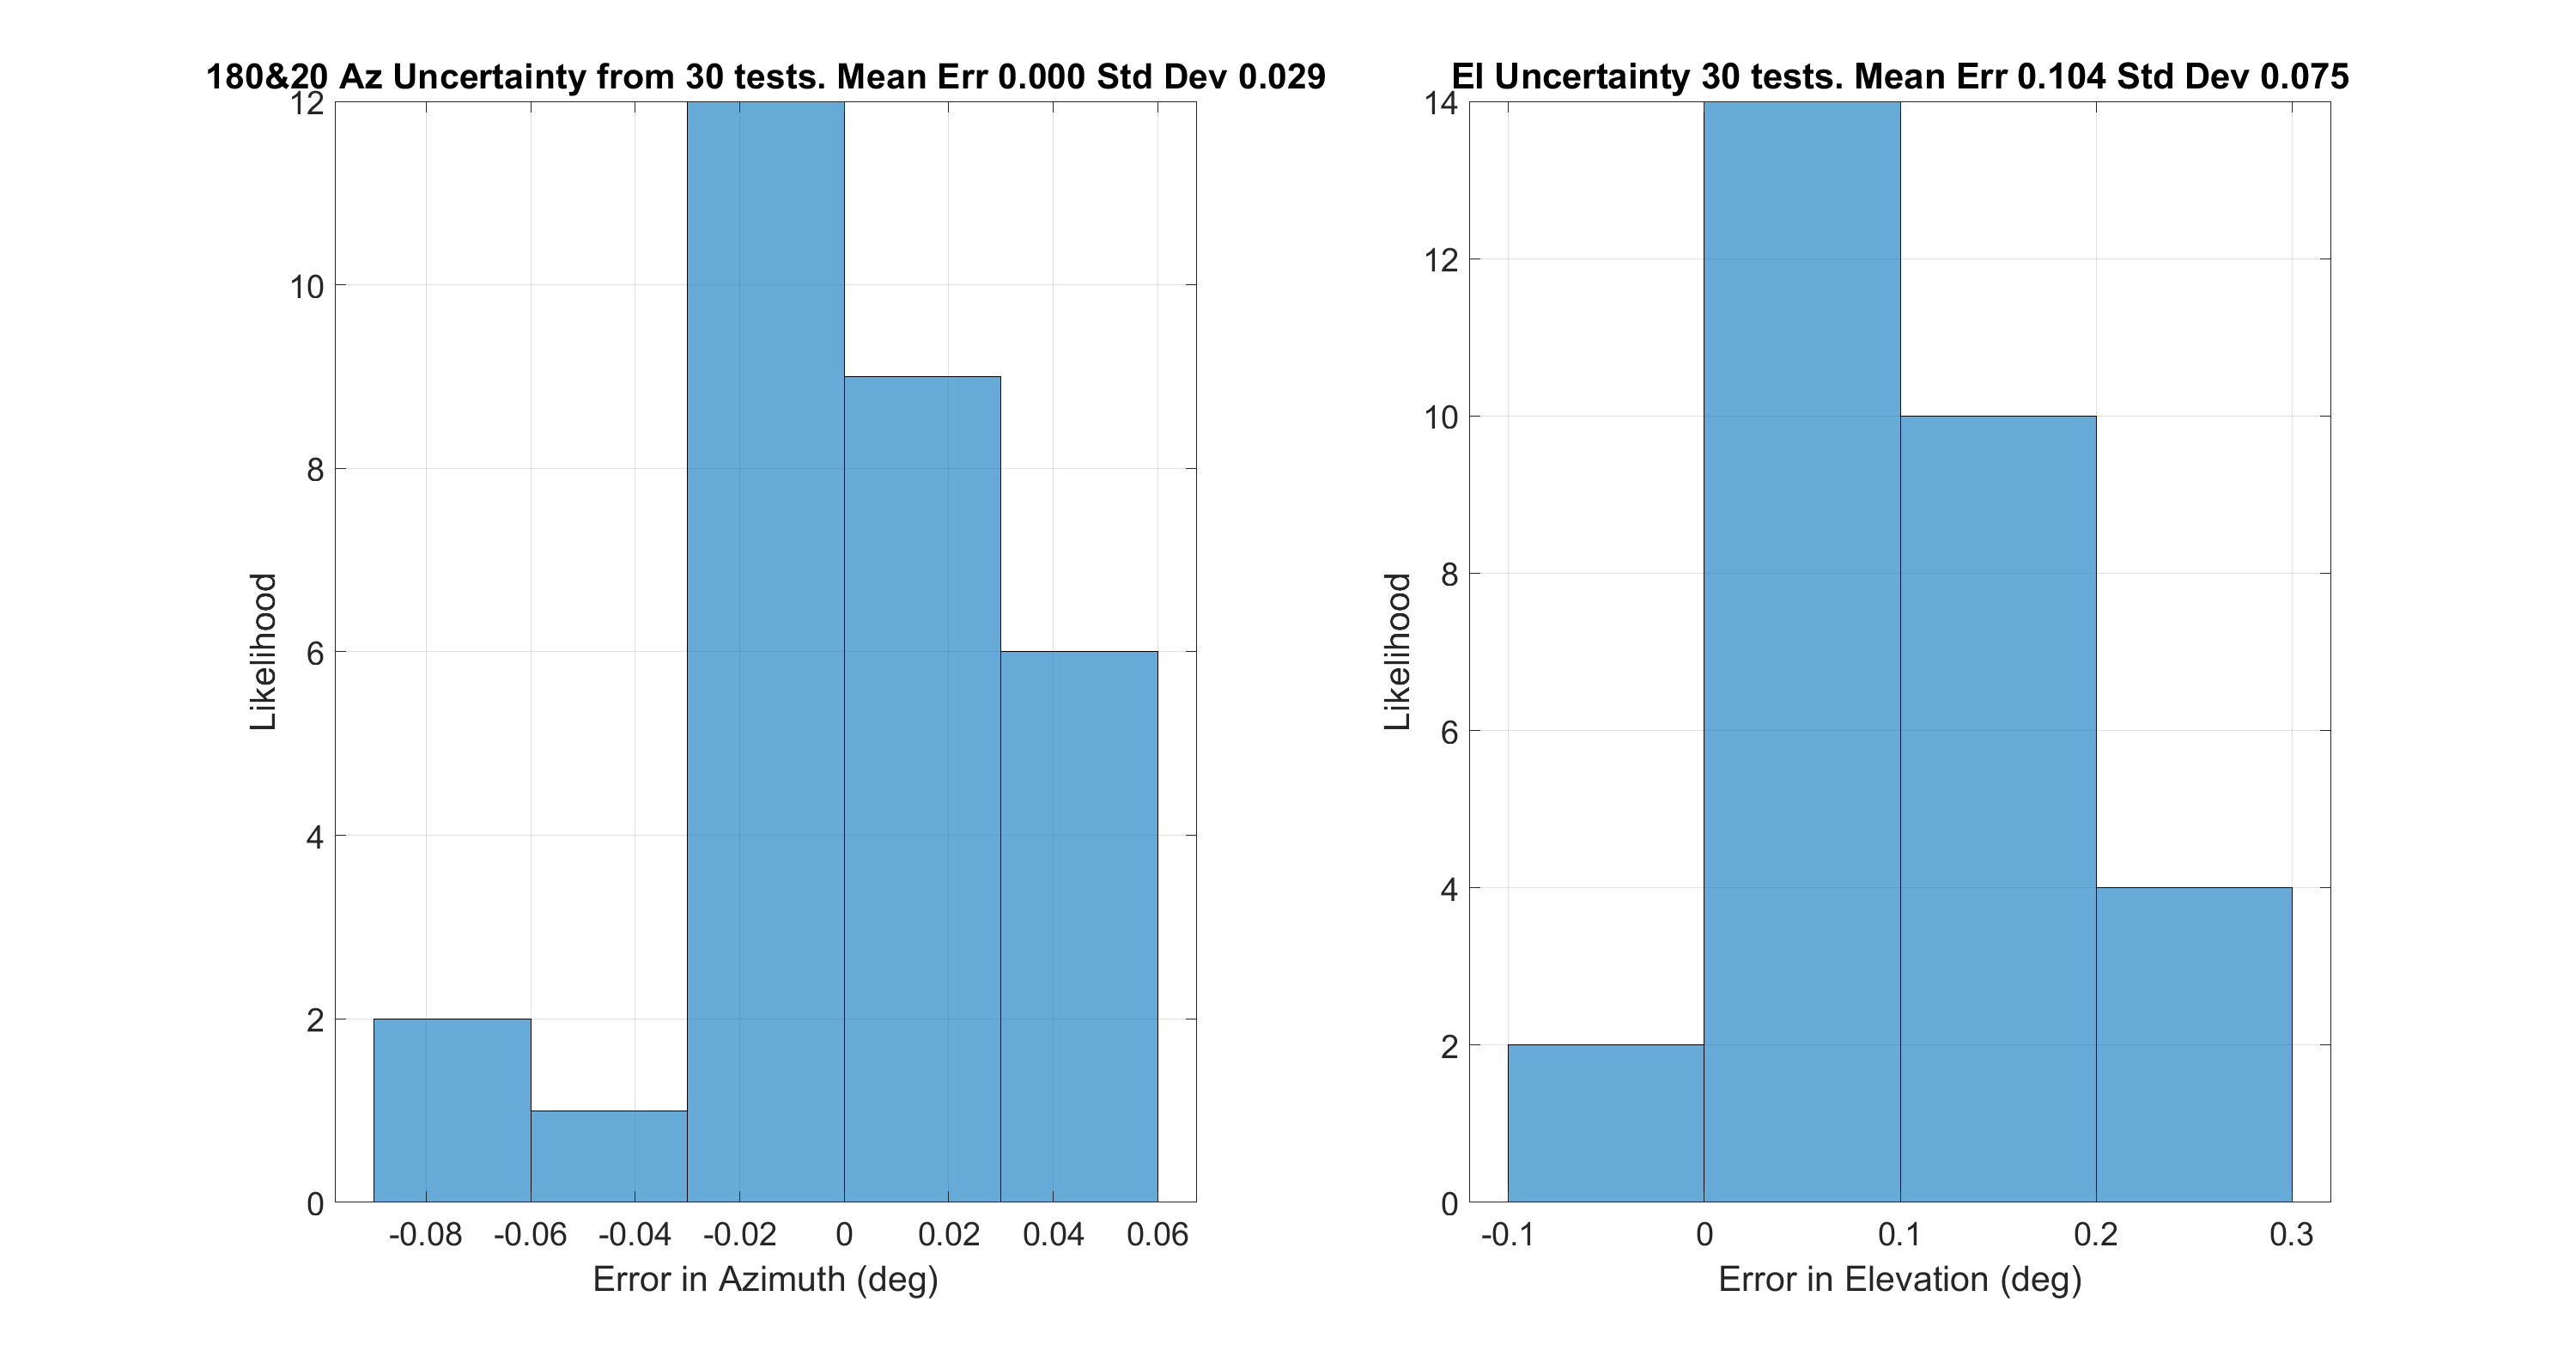 180&20 Az Uncertainty from 30 tests. Mean Err 0.000 Std Dev 0.029
12
10
8
6
4
2
0
Likelihood
-0.08 -0.06 -0.04 -0.02 0 0.02 0.04 0.06
Error in Azimuth (deg)
El Uncertainty 30 tests. Mean Err 0.104 Std Dev 0.075
14
12
10
8
6
4
2
0
Likelihood
-0.1 0 0.1 0.2 0.3
Error in Elevation (deg)